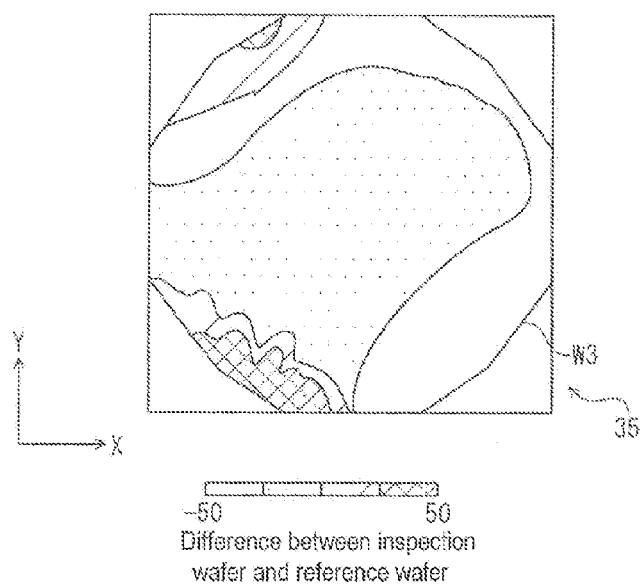 W3
35
Y
X
-50 50
Difference between inspection
wafer and reference wafer